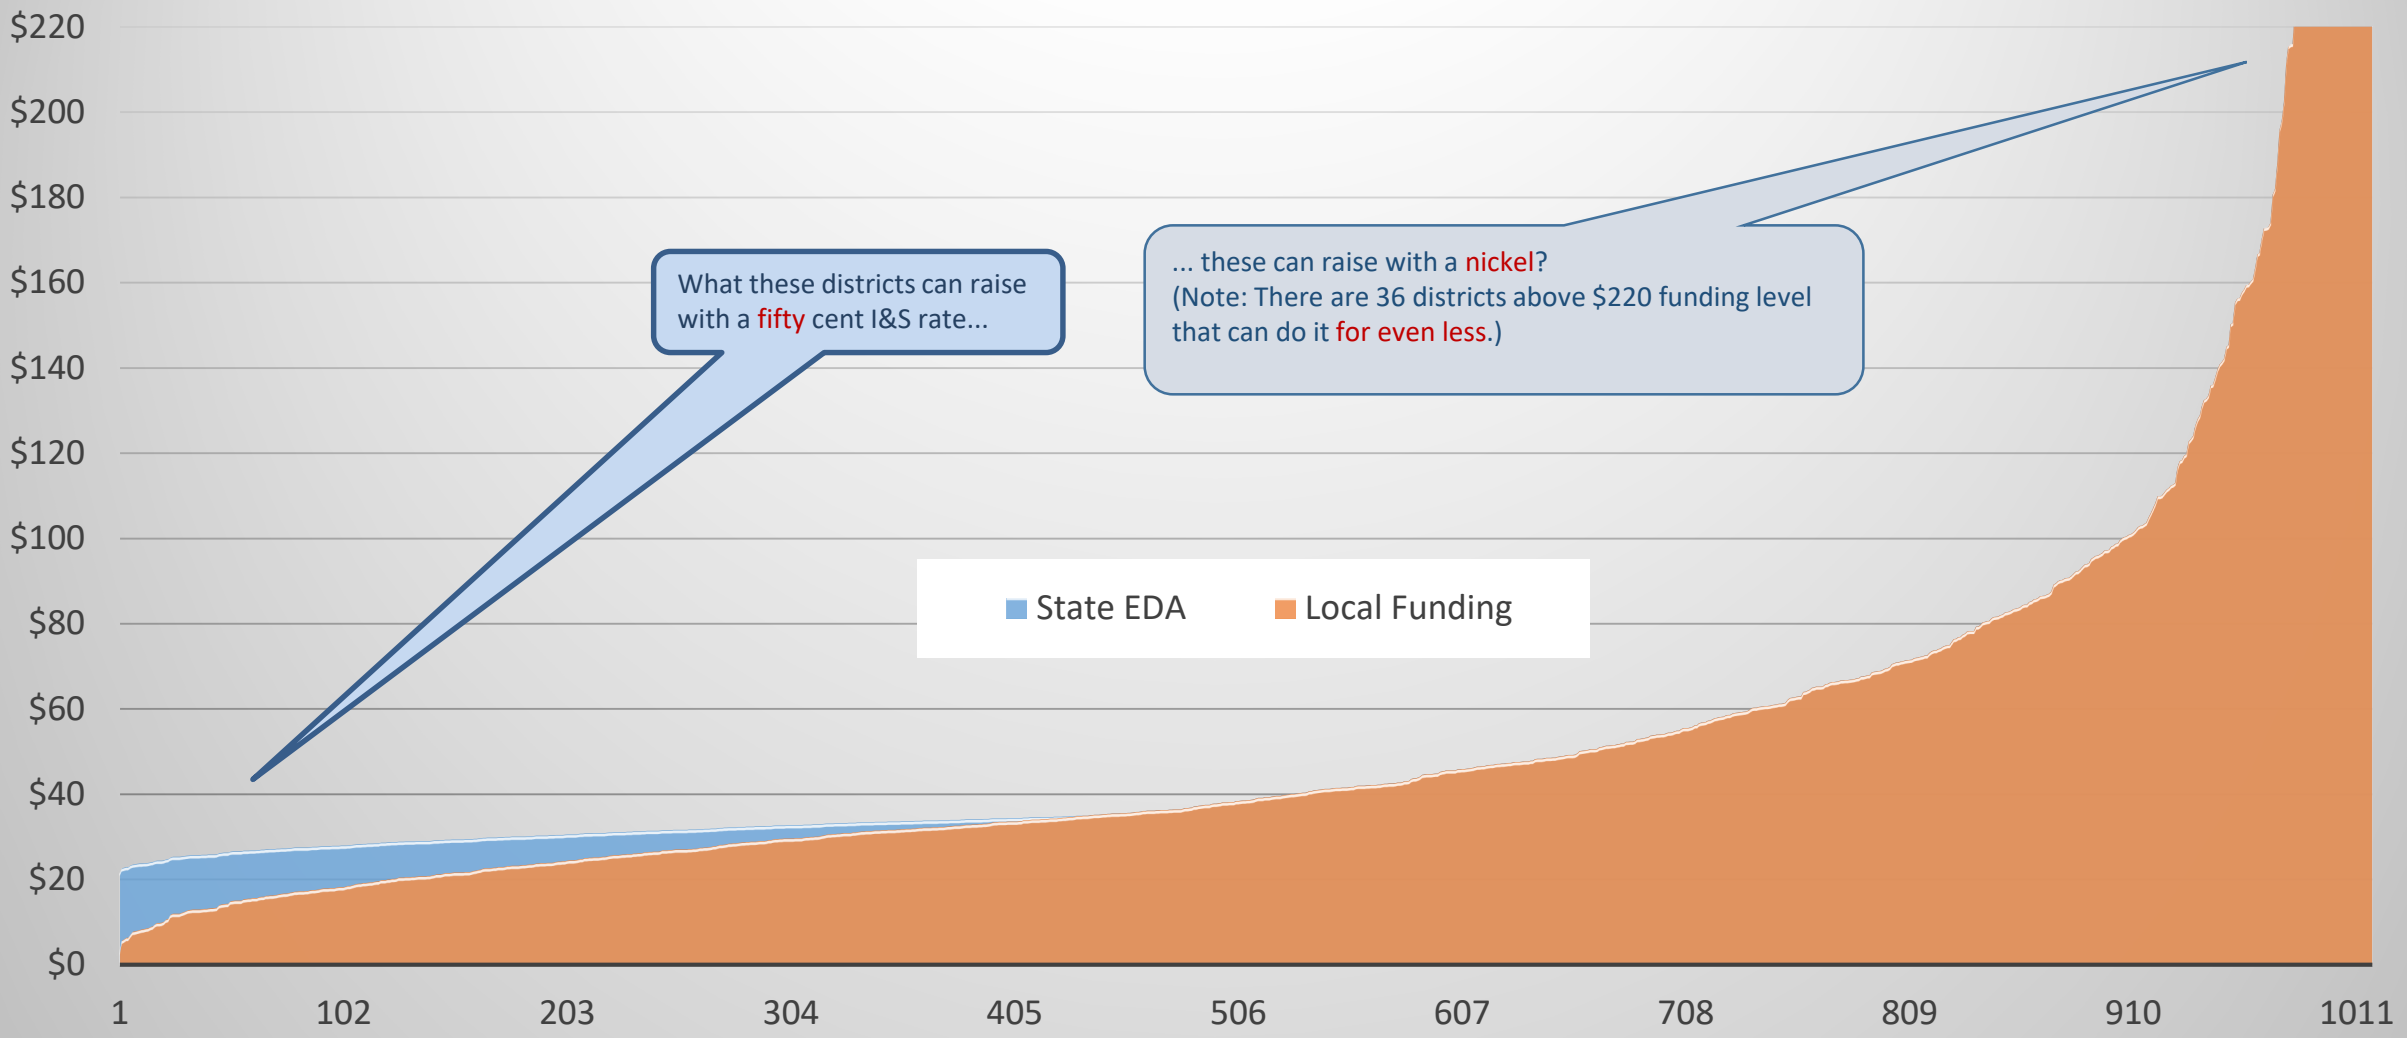 $220
$200
$180
$160
$140
$120
$100
$80
$60
$40
$20
$0
What these districts can raise
with a fifty cent I&S rate...
... these can raise with a nickel?
(Note: There are 36 districts above $220 funding level
that can do it for even less.)
State EDA Local Funding
1 102 203 304 405 506 607 708 809 910 1011